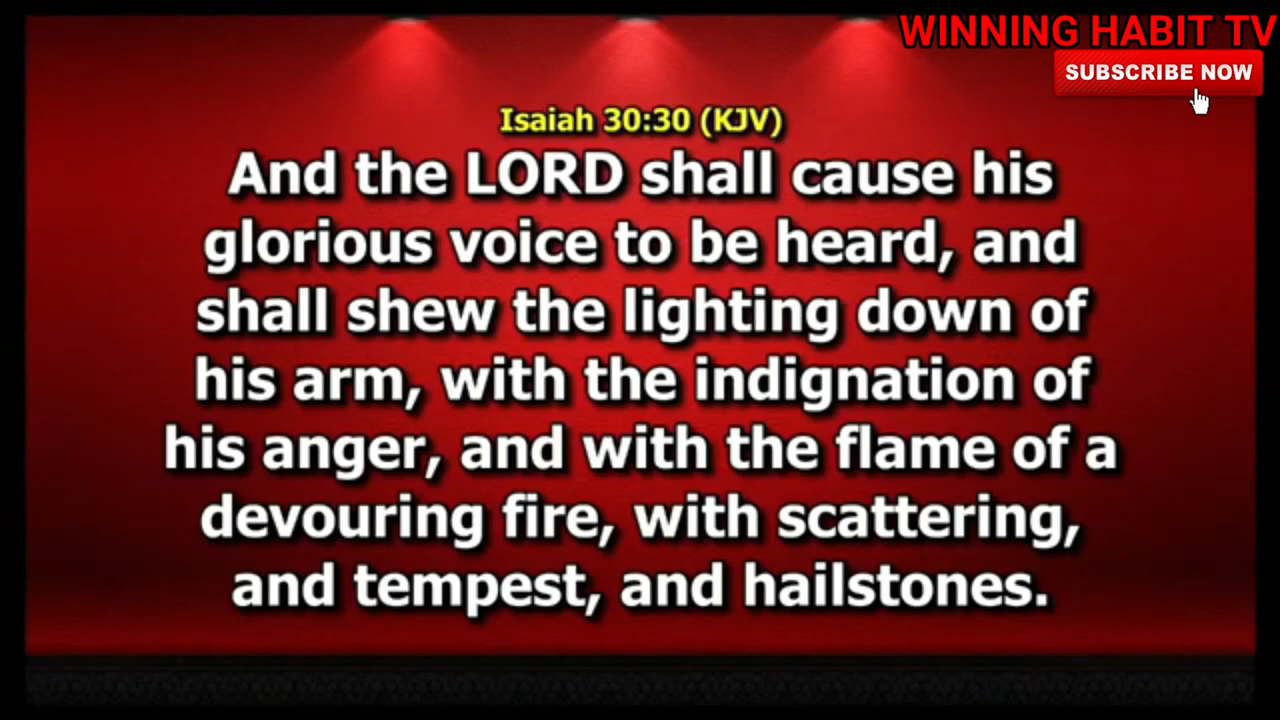 WINNING HABIT TV
SUBSCRIBE NOW
Isaiah 30:30 (KJV)
And the LORD shall cause his
glorious voice to be heard, and
shall shew the lighting down of
his arm, with the indignation of
his anger, and with the flame of a
devouring fire, with scattering,
and tempest, and hailstones.